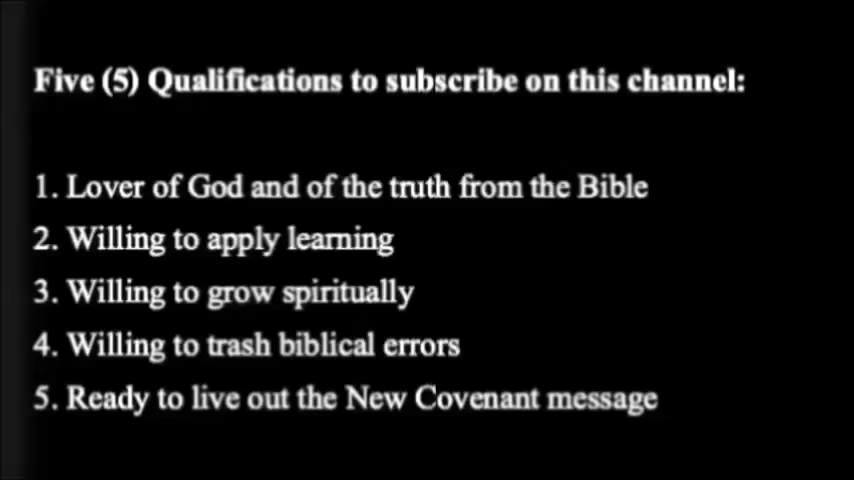 Five (5) Qualifications to subscribe on this channel:
1. Lover of God and of the truth from the Bible
2. Willing to apply learning
3. Willing to grow spiritually
4. Willing to trash biblical errors
5. Ready to live out the New Covenant message